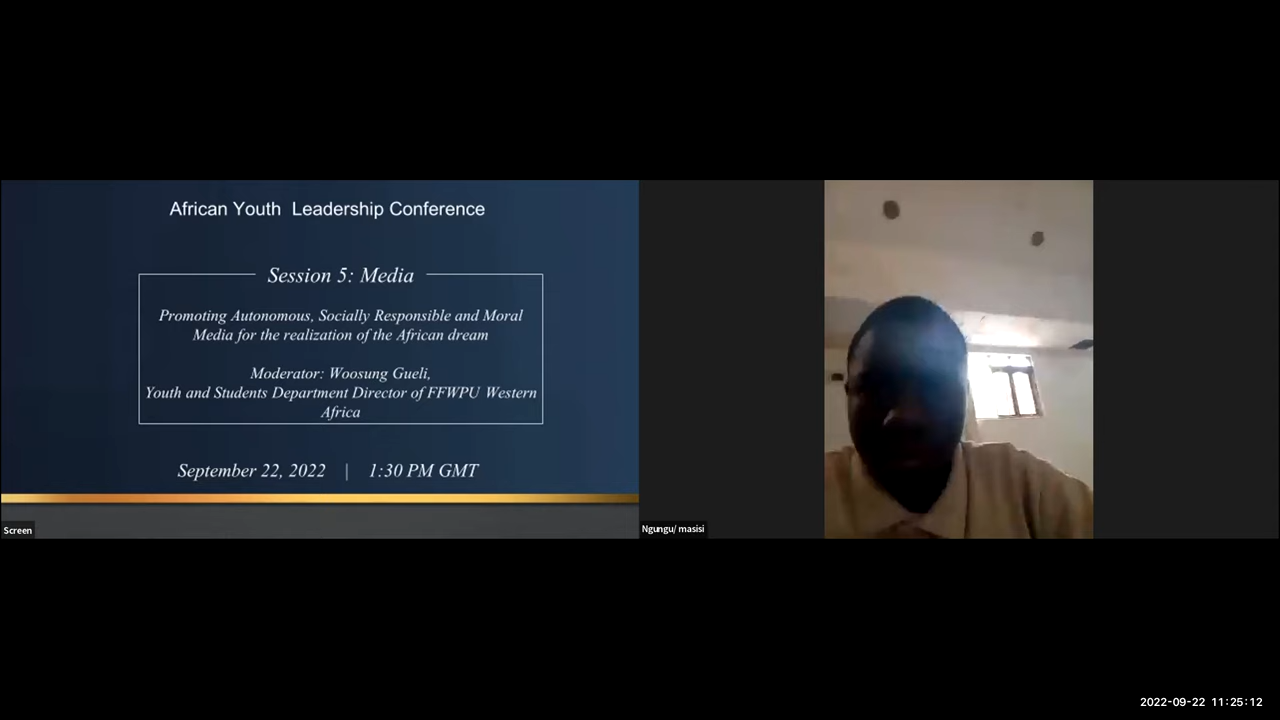 African Youth Leadership Conference
Session 5: Media
Promoting Autonomous, Socially Responsible and Moral
Media for the realization of the African dream
Moderator: Woosung Gueli,
Youth and Students Department Director of FFWPU Western
Africa
September 22, 2022 | 1:30 PM GMT
Screen
Ngungu/ masisi
2022-09-22 11:25:12